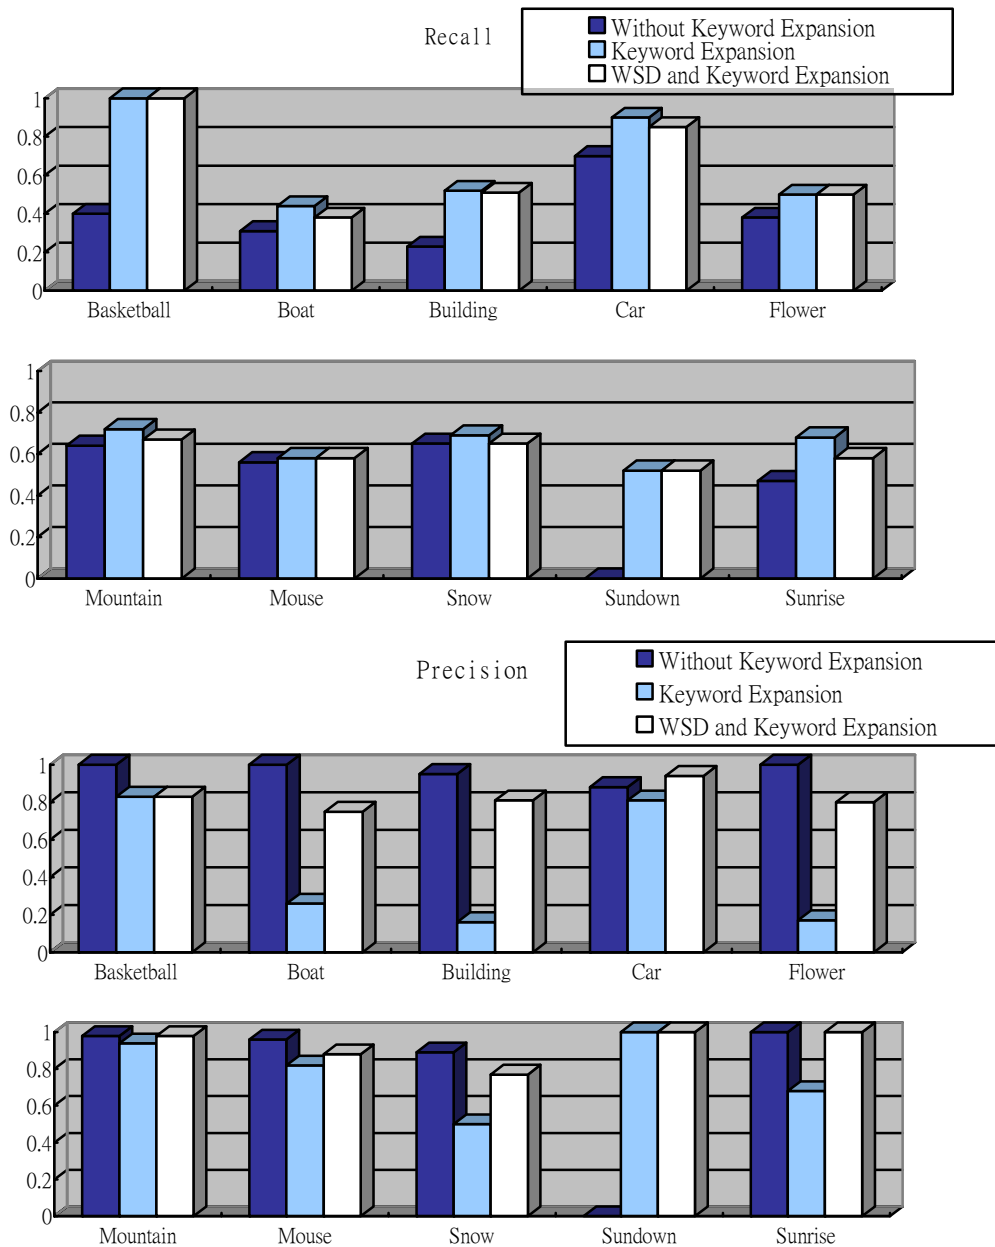 Recall
Without Keyword Expansion
Keyword Expansion
WSD and Keyword Expansion
1
0.8
0.6
0.4
0.2
0
Basketball Boat Building Car Flower
1
0.8
0.6
0.4
0.2
0
Mountain Mouse Snow Sundown Sunrise
Precision
Without Keyword Expansion
Keyword Expansion
WSD and Keyword Expansion
1
0.8
0.6
0.4
0.2
0
Basketball Boat Building Car Flower
1
0.8
0.6
0.4
0.2
0
Mountain Mouse Snow Sundown Sunrise